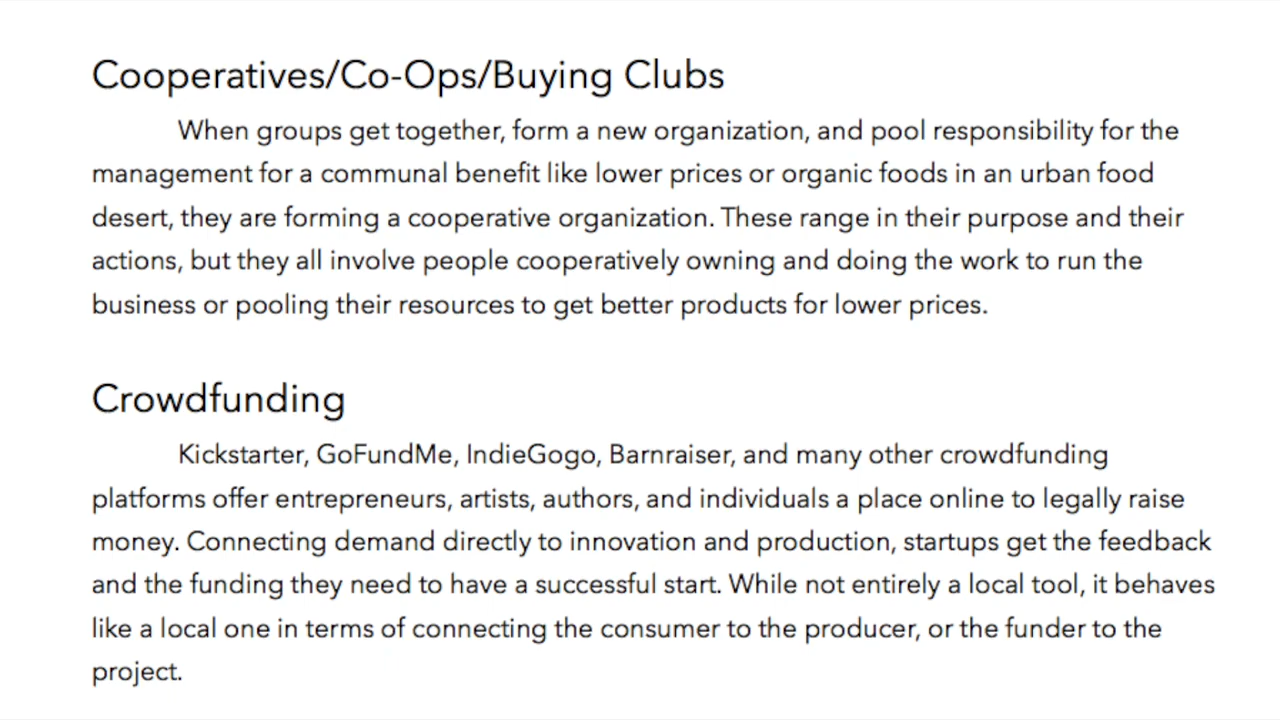 Cooperatives/Co-Ops/Buying Clubs
When groups get together, form a new organization, and pool responsibility for the
management for a communal benefit like lower prices or organic foods in an urban food
desert, they are forming a cooperative organization. These range in their purpose and their
actions, but they all involve people cooperatively owning and doing the work to run the
business or pooling their resources to get better products for lower prices.
Crowdfunding
Kickstarter, GoFundMe, IndieGogo, Barnraiser, and many other crowdfunding
platforms offer entrepreneurs, artists, authors, and individuals a place online to legally raise
money. Connecting demand directly to innovation and production, startups get the feedback
and the funding they need to have a successful start. While not entirely a local tool, it behaves
like a local one in terms of connecting the consumer to the producer, or the funder to the
project.